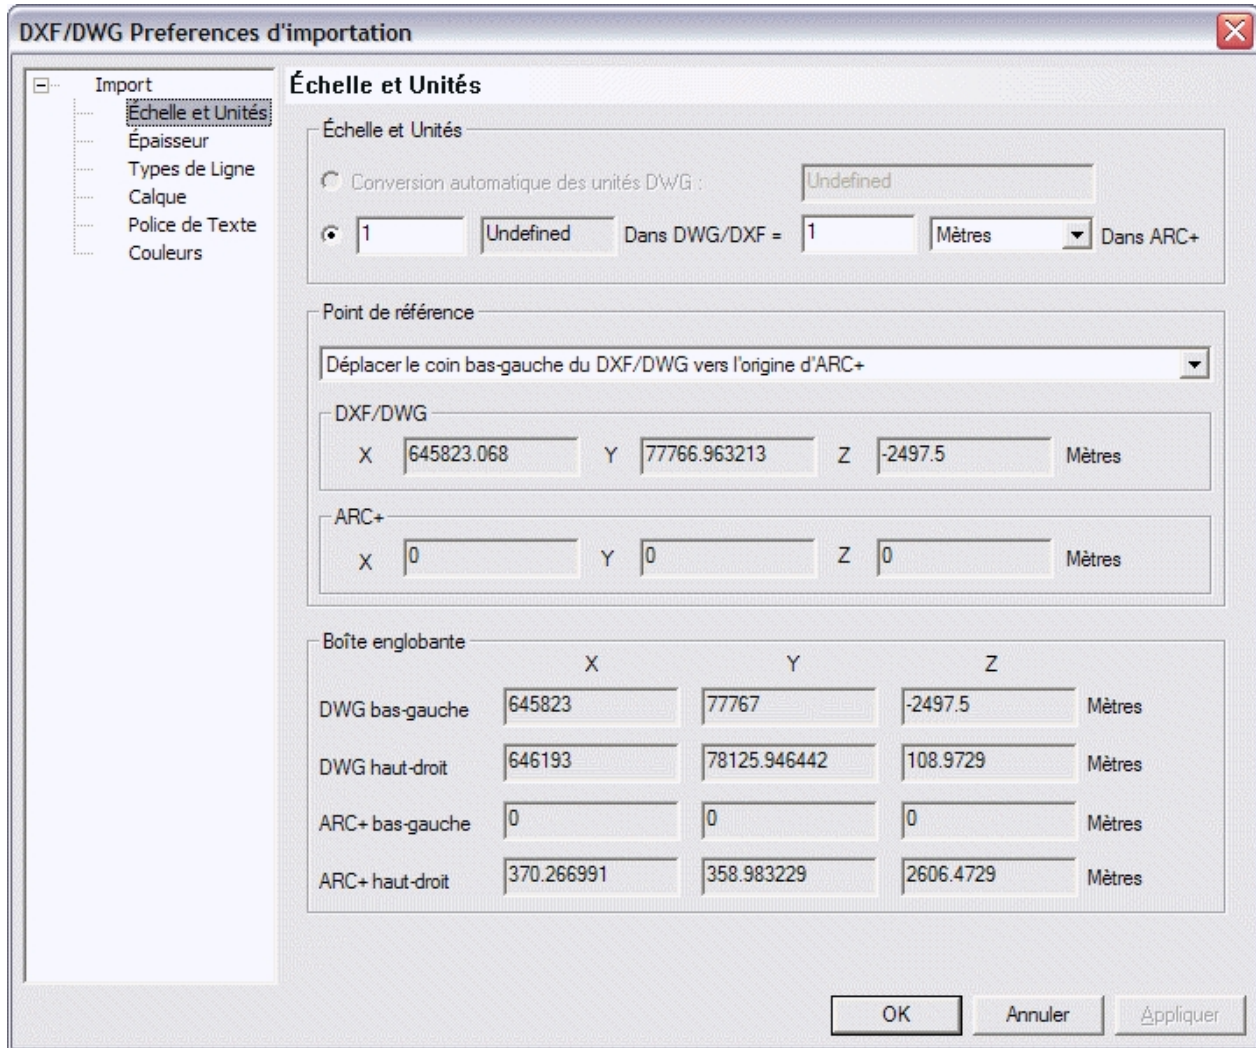 DXF/DWG Preferences d'importation
Import
Échelle et Unités
Épaisseur
Types de Ligne
Calque
Police de Texte
Couleurs
Échelle et Unités
Échelle et Unités
Conversion automatique des unités DWG : Undefined
1 Undefined Dans DWG/DXF = 1 Mètres Dans ARC+
Point de référence
Déplacer le coin bas-gauche du DXF/DWG vers l'origine d'ARC+
DXF/DWG
X 645823.068 Y 77766.963213 Z -2497.5 Mètres
ARC+
X 0 Y 0 Z 0 Mètres
Boîte englobante
X Y Z
DWG bas-gauche 645823 77767 -2497.5 Mètres
DWG haut-droit 646193 78125.946442 108.9729 Mètres
ARC+ bas-gauche 0 0 0 Mètres
ARC+ haut-droit 370.266991 358.983229 2606.4729 Mètres
OK Annuler Appliquer